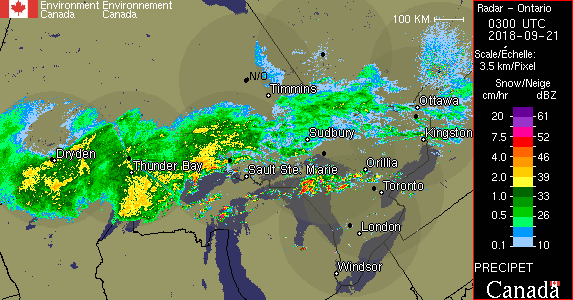 Environment Environnement
Canada Canada
100 KM
Radar - Ontario
0300 UTC
2018-09-21
Scale/Échelle:
3.5 km/Pixel
Snow/Neige
cm/hr dBZ
20 61
7.5 57
5.0 52
4.0 46
2.0 39
1.0 33
0.5 26
0.1 10
PRECIPET
Canada
N/O
Timmins
Ottawa
Sudbury
Kingston
Dryden
Thunder Bay
Sault Ste. Marie
Orillia
Toronto
London
Windsor